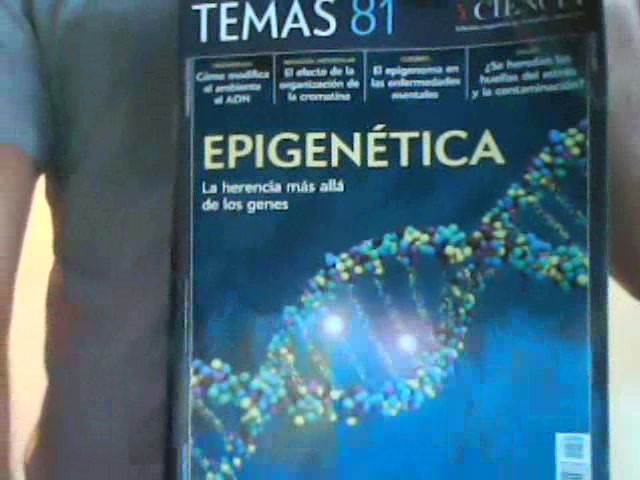 TEMAS 81
Y CIENCIA
Cómo modifica
el ambiente
el ADN
El efecto de la
organización de
la cromatina
El epigenoma en
las enfermedades
mentales
¿Se heredan las
huellas del estrés
y la contaminación?
EPIGENÉTICA
La herencia más allá
de los genes